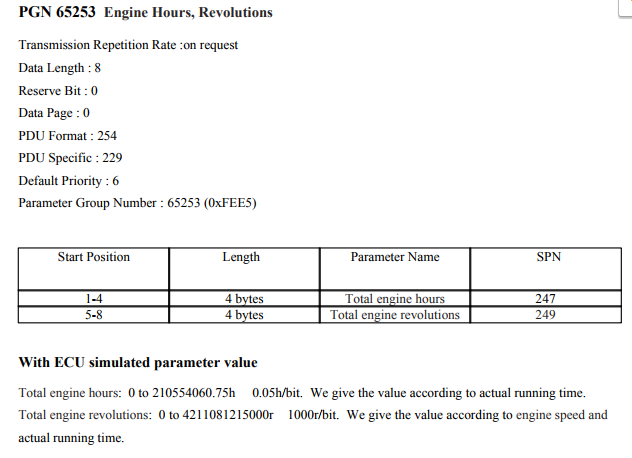 PGN 65253 Engine Hours, Revolutions
Transmission Repetition Rate :on request
Data Length : 8
Reserve Bit : 0
Data Page : 0
PDU Format : 254
PDU Specific : 229
Default Priority : 6
Parameter Group Number : 65253 (0xFEE5)
Start Position Length Parameter Name SPN
1-4 4 bytes Total engine hours 247
5-8 4 bytes Total engine revolutions 249
With ECU simulated parameter value
Total engine hours: 0 to 210554060.75h 0.05h/bit. We give the value according to actual running time.
Total engine revolutions: 0 to 4211081215000r 1000r/bit. We give the value according to engine speed and
actual running time.